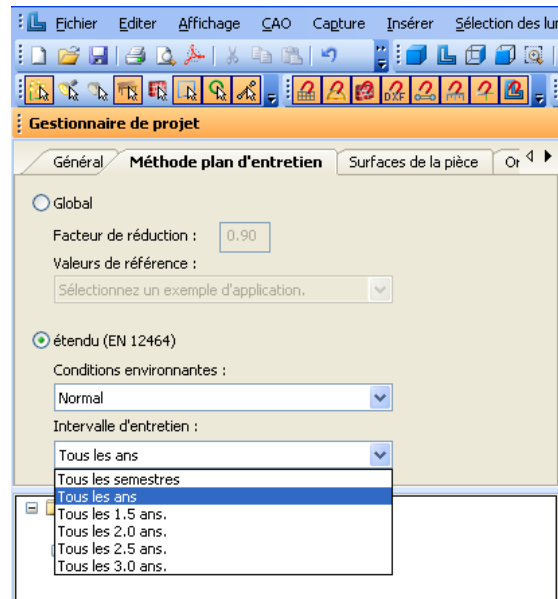 Fichier Editer Affichage CAO Capture Insérer Sélection des lur
DXF
Gestionnaire de projet
Général Méthode plan d'entretien Surfaces de la pièce Or
Global
Facteur de réduction : 0.90
Valeurs de référence :
Sélectionnez un exemple d'application.
étendu (EN 12464)
Conditions environnantes :
Normal
Intervalle d'entretien :
Tous les ans
Tous les semestres
Tous les ans
Tous les 1.5 ans.
Tous les 2.0 ans.
Tous les 2.5 ans.
Tous les 3.0 ans.